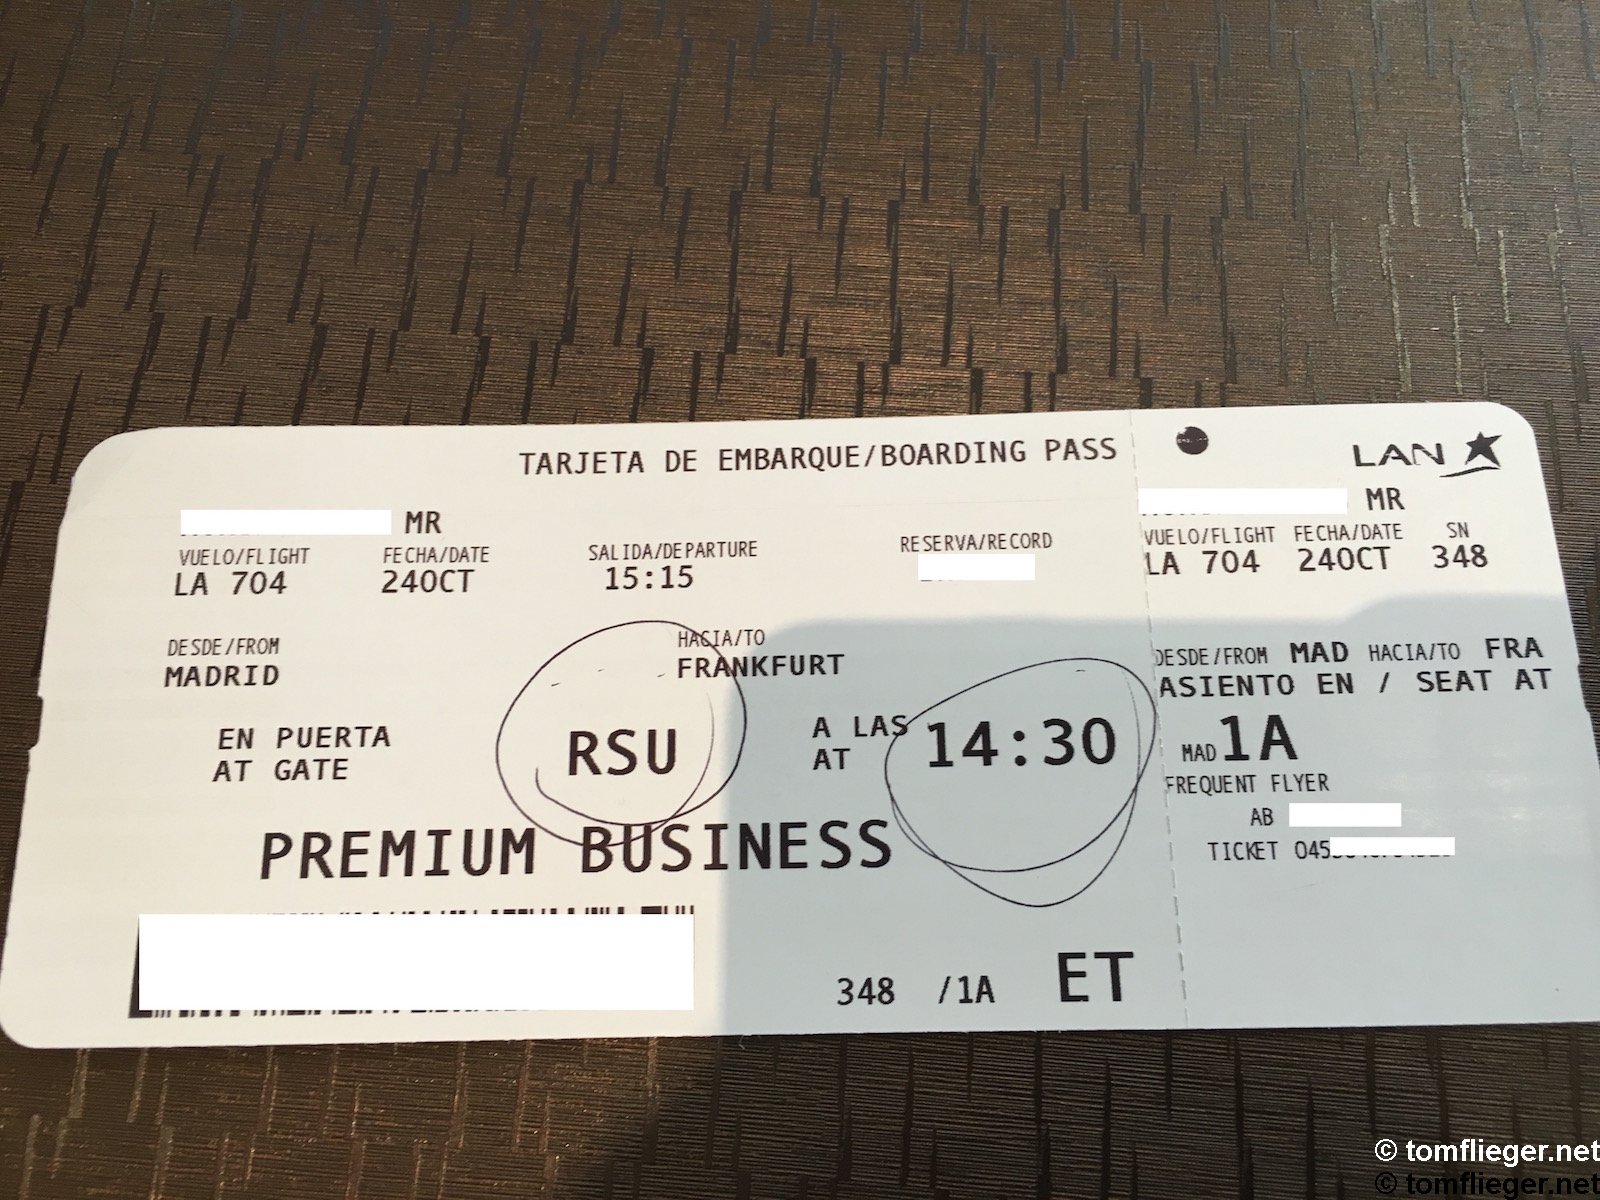 TARJETA DE EMBARQUE/BOARDING PASS
MR
VUELO/FLIGHT FECHA/DATE SALIDA/DEPARTURE RESERVA/RECORD
LA 704 24OCT 15:15
DESDE/FROM HACIA/TO
MADRID FRANKFURT
EN PUERTA RSU A LAS 14:30
AT GATE AT
PREMIUM BUSINESS
348 /1A ET
LAN
MR
VUELO/FLIGHT FECHA/DATE SN
LA 704 24OCT 348
DESDE/FROM MAD HACIA/TO FRA
ASIENTO EN / SEAT AT
MAD 1A
FREQUENT FLYER
AB
TICKET 045
© tomflieger.net
© tomflieger.net